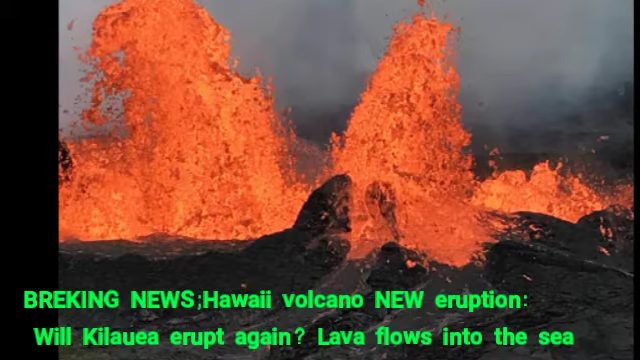 BREKING NEWS;Hawaii volcano NEW eruption:
Will Kilauea erupt again? Lava flows into the sea